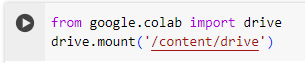 from google.colab import drive
drive.mount('/content/drive')